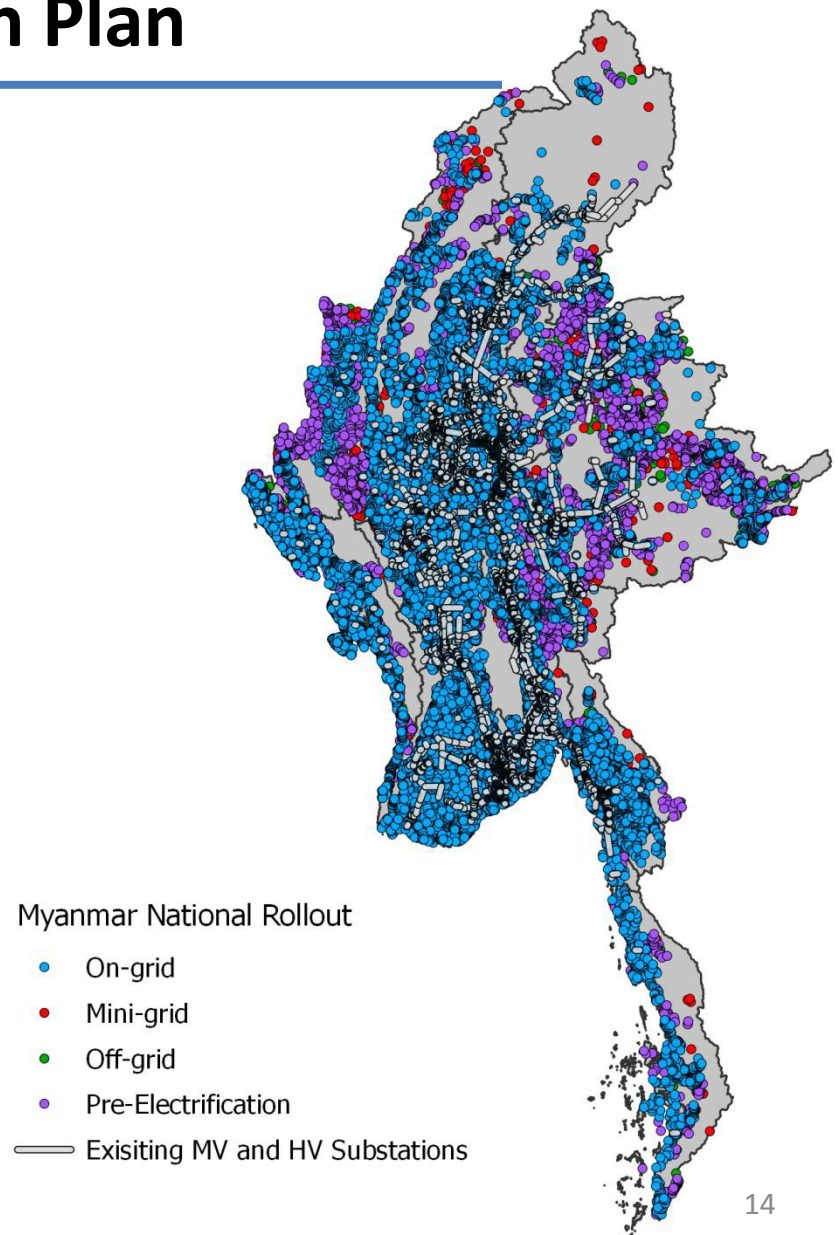 n Plan
Myanmar National Rollout
On-grid
Mini-grid
Off-grid
Pre-Electrification
Exisiting MV and HV Substations
14